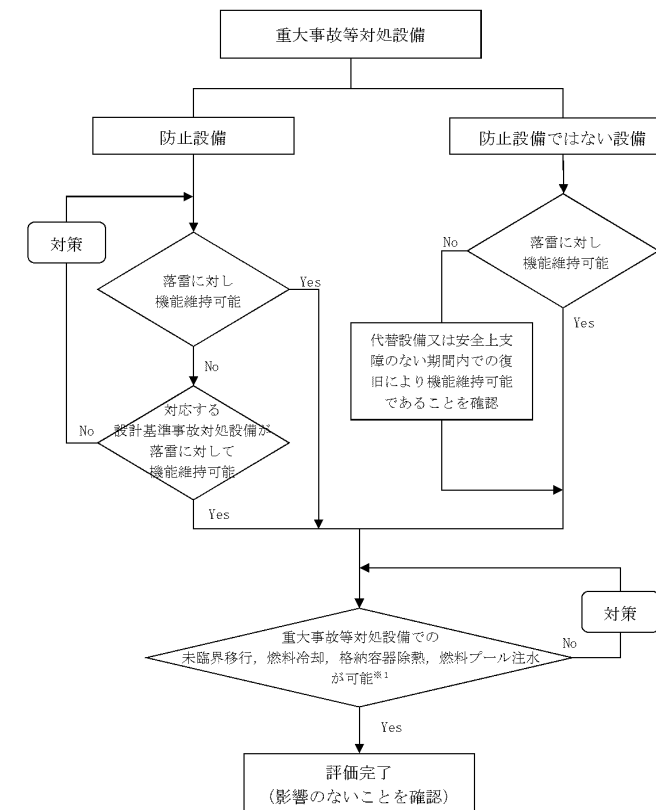 重大事故等対処設備
防止設備
防止設備ではない設備
対策
落雷に対し
機能維持可能
Yes
No
落雷に対し
機能維持可能
No
Yes
対応する
設計基準事故対処設備が
落雷に対して
機能維持可能
No
Yes
代替設備又は安全上支
障のない期間内での復
旧により機能維持可能
であることを確認
対策
重大事故等対処設備での
未臨界移行，燃料冷却，格納容器除熱，燃料プール注水
が可能※1
No
Yes
評価完了
（影響のないことを確認）